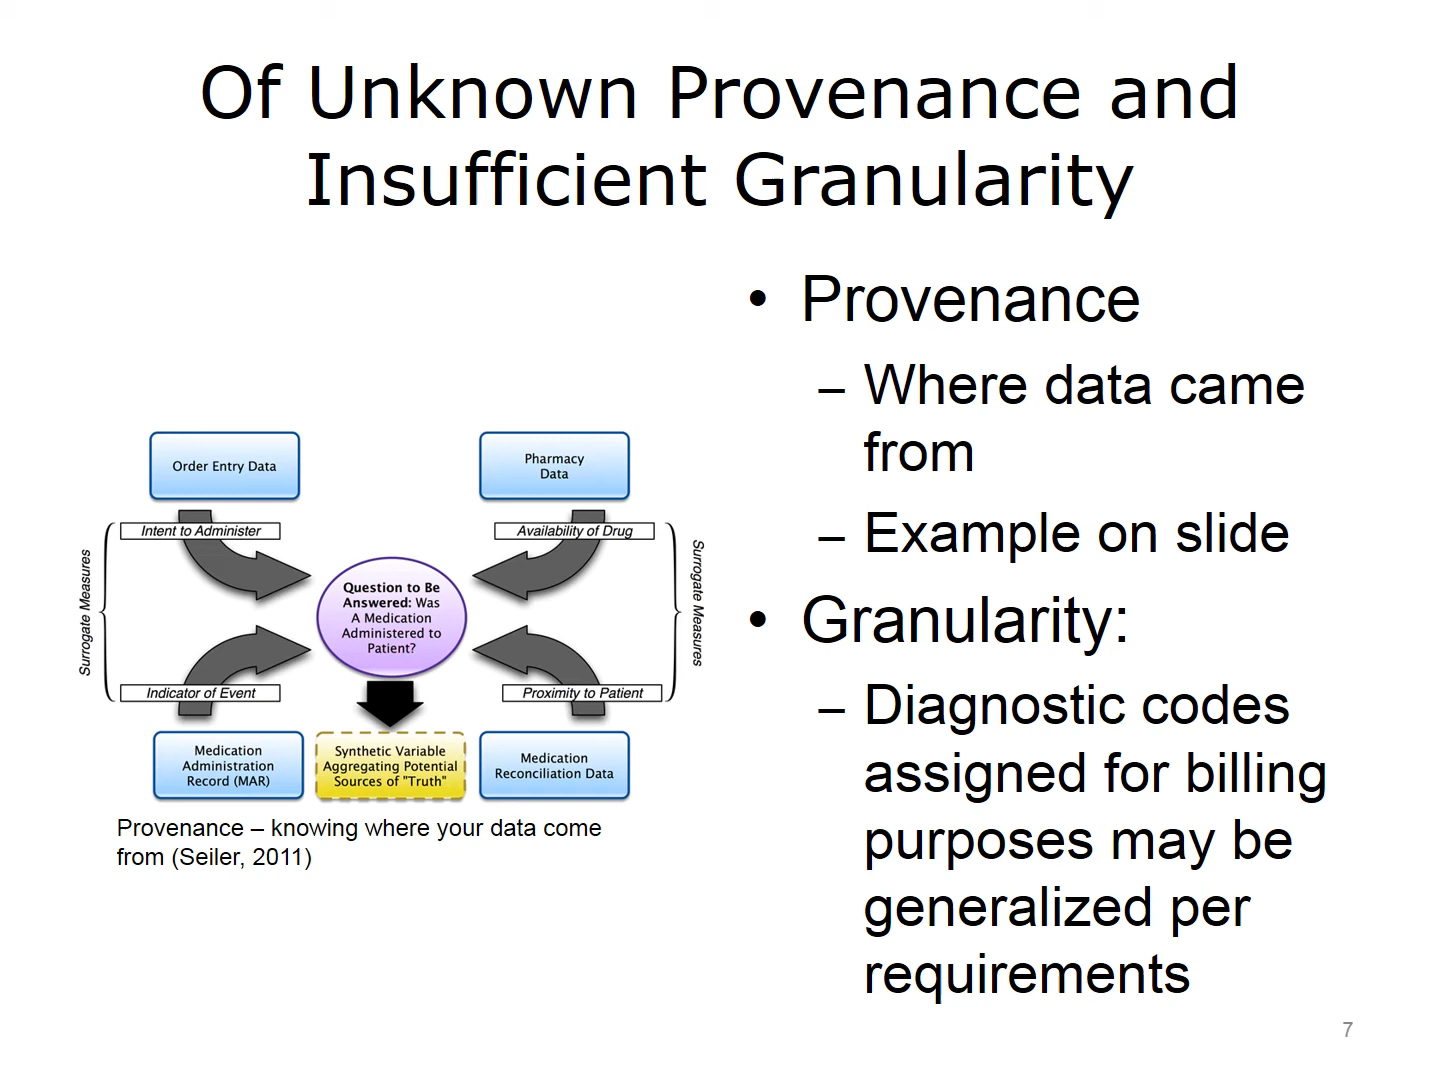 Of Unknown Provenance and
Insufficient Granularity
Order Entry Data
Pharmacy
Data
Intent to Administer
Availability of Drug
Surrogate Measures
Surrogate Measures
Question to Be
Answered: Was
A Medication
Administered to
Patient?
Indicator of Event
Proximity to Patient
Medication
Administration
Record (MAR)
Synthetic Variable
Aggregating Potential
Sources of "Truth"
Medication
Reconciliation Data
Provenance – knowing where your data come
from (Seiler, 2011)
• Provenance
– Where data came
from
– Example on slide
• Granularity:
– Diagnostic codes
assigned for billing
purposes may be
generalized per
requirements
7